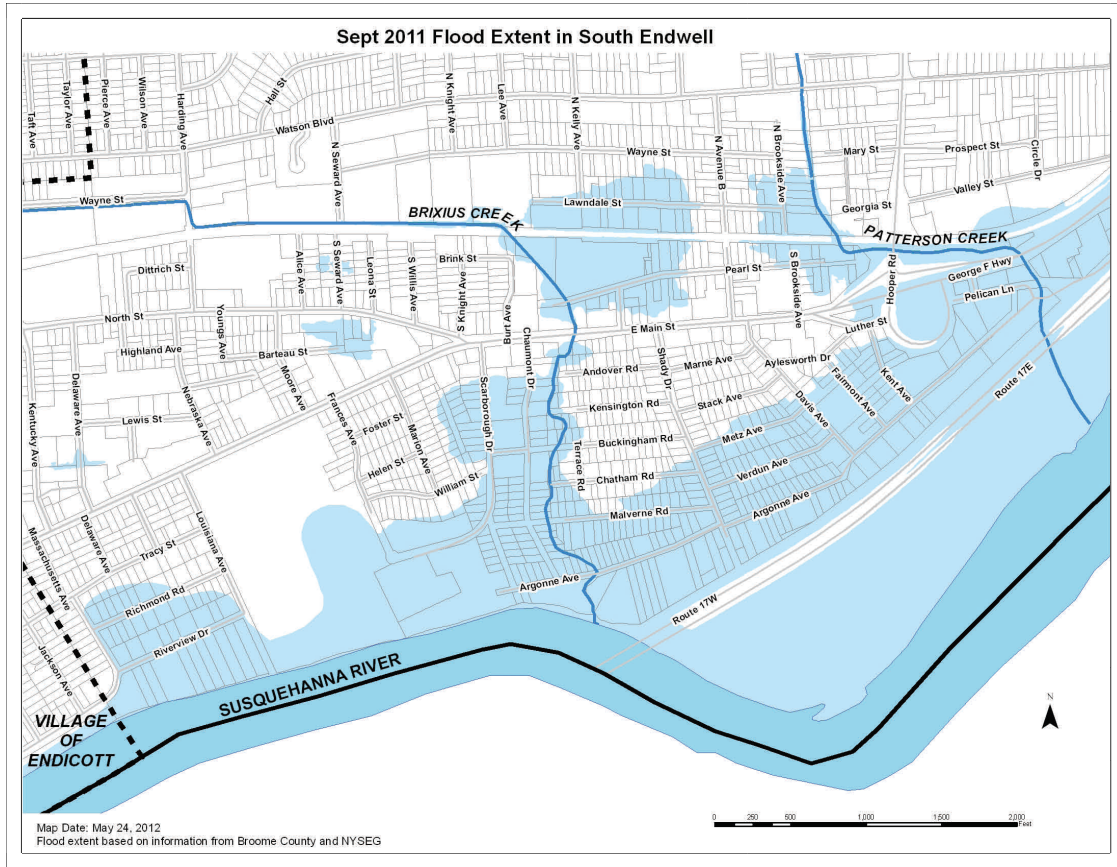 Sept 2011 Flood Extent in South Endwell
Taft Ave
Taylor Ave
Pierce Ave
Wilson Ave
Harding Ave
Hall St
Watson Blvd
N Seward Ave
N Knight Ave
Lee Ave
N Kelly Ave
Wayne St
N Avenue B
N Brookside Ave
Mary St
Prospect St
Circle Dr
Valley St
Georgia St
Wayne St
BRIXIUS CREEK
Lawndale St
PATTERSON CREEK
Dittrich St
Alice Ave
S Seward Ave
Leona St
S Willis Ave
Brink St
S Knight Ave
Burt Ave
Pearl St
S Brookside Ave
Hooper Rd
George F Hwy
Pelican Ln
North St
Youngs Ave
Highland Ave
Barteau St
Moore Ave
Chaumont Dr
E Main St
Luther St
Shady Dr
Marne Ave
Aylesworth Dr
Andover Rd
Kent Ave
Fairmont Ave
Davis Ave
Route 17E
Kentucky Ave
Delaware Ave
Lewis St
Nebraska Ave
Frances Ave
Foster St
Marion Ave
Scarborough Dr
Kensington Rd
Stack Ave
Buckingham Rd
Metz Ave
Terrace Rd
Helen St
William St
Chatham Rd
Verdun Ave
Malverne Rd
Argonne Ave
Massachusetts Ave
Delaware Ave
Louisiana Ave
Tracy St
Richmond Rd
Riverview Dr
Jackson Ave
Argonne Ave
Route 17W
SUSQUEHANNA RIVER
VILLAGE
OF
ENDICOTT
N
Map Date: May 24, 2012
Flood extent based on information from Broome County and NYSEG
0 250 500 1,000 1,500 2,000
Feet